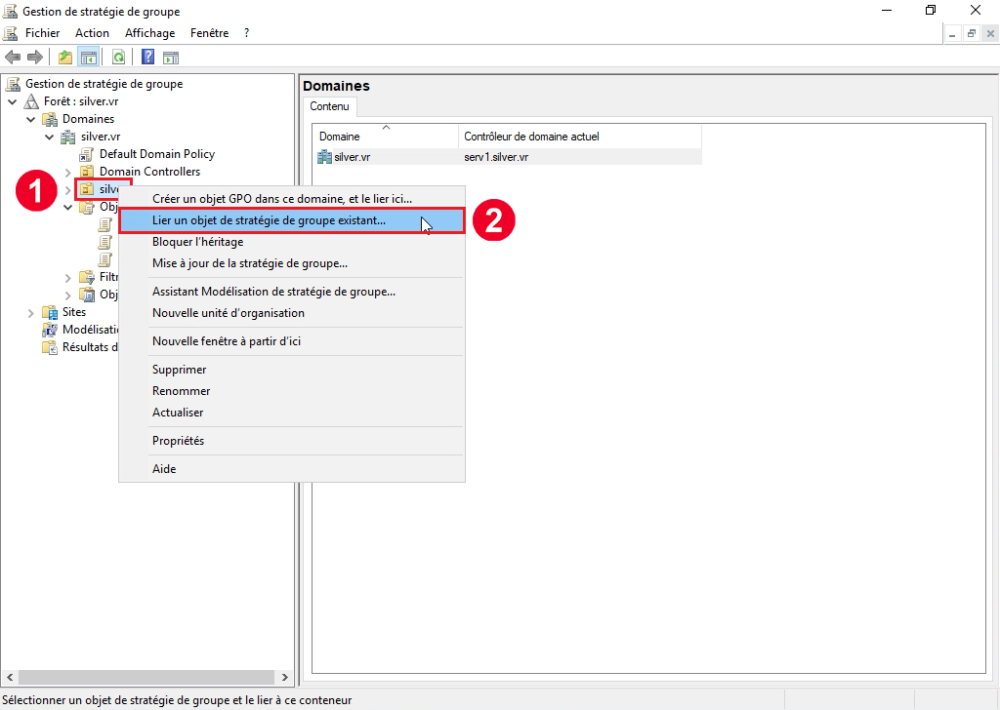 Gestion de stratégie de groupe
Fichier Action Affichage Fenêtre ?
Gestion de stratégie de groupe
Forêt : silver.vr
Domaines
silver.vr
Default Domain Policy
Domain Controllers
1
silve
Obj
Filtr
Obj
Sites
Modélisati
Résultats d
Créer un objet GPO dans ce domaine, et le lier ici...
Lier un objet de stratégie de groupe existant...
2
Bloquer l'héritage
Mise à jour de la stratégie de groupe...
Assistant Modélisation de stratégie de groupe...
Nouvelle unité d'organisation
Nouvelle fenêtre à partir d'ici
Supprimer
Renommer
Actualiser
Propriétés
Aide
Domaines
Contenu
Domaine Contrôleur de domaine actuel
silver.vr serv1.silver.vr
Sélectionner un objet de stratégie de groupe et le lier à ce conteneur